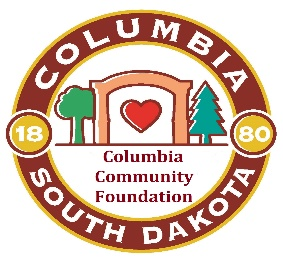 COLUMBIA
18 80
Columbia
Community
Foundation
SOUTH DAKOTA